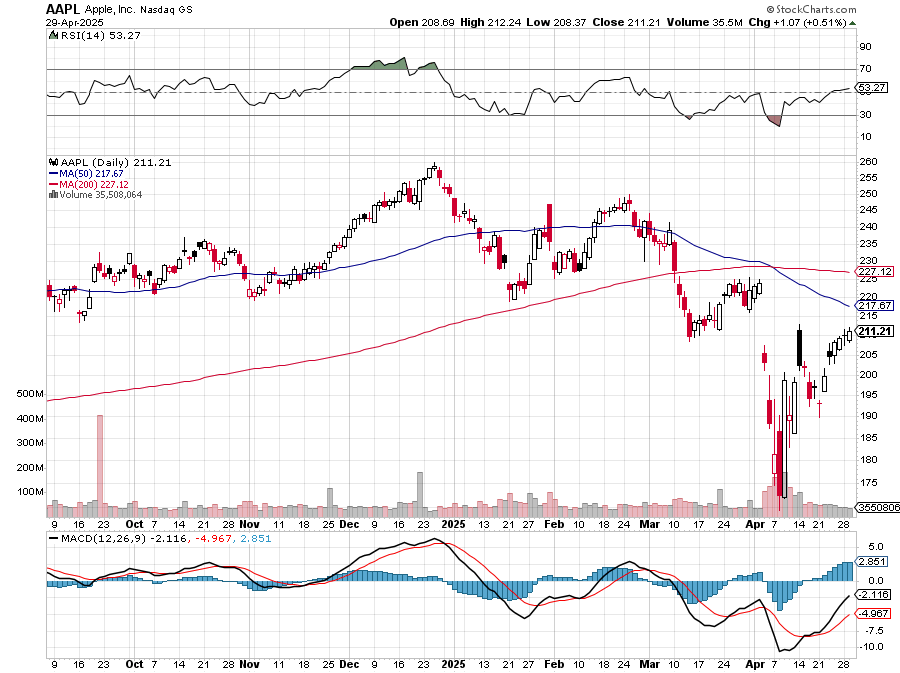 AAPL Apple, Inc. Nasdaq GS
© StockCharts.com
29-Apr-2025
Open 208.69 High 212.24 Low 208.37 Close 211.21 Volume 35.5M Chg +1.07 (+0.51%)
RSI(14) 53.27
90
70
53.27
30
10
AAPL (Daily) 211.21
MA(50) 217.67
MA(200) 227.12
Volume 35,508,064
260
255
250
245
240
235
230
227.12
225
220
217.67
215
211.21
205
200
195
190
185
180
175
500M
400M
300M
200M
100M
3550806
9 16 23 Oct 7 14 21 28 Nov 11 18 25 Dec 9 16 23 2025 13 21 27 Feb 10 18 24 Mar 10 17 24 Apr 7 14 21 28
MACD(12,26,9) -2.116, -4.967, 2.851
5.0
2.851
0.0
-2.116
-4.967
-7.5
-10.0
9 16 23 Oct 7 14 21 28 Nov 11 18 25 Dec 9 16 23 2025 13 21 27 Feb 10 18 24 Mar 10 17 24 Apr 7 14 21 28